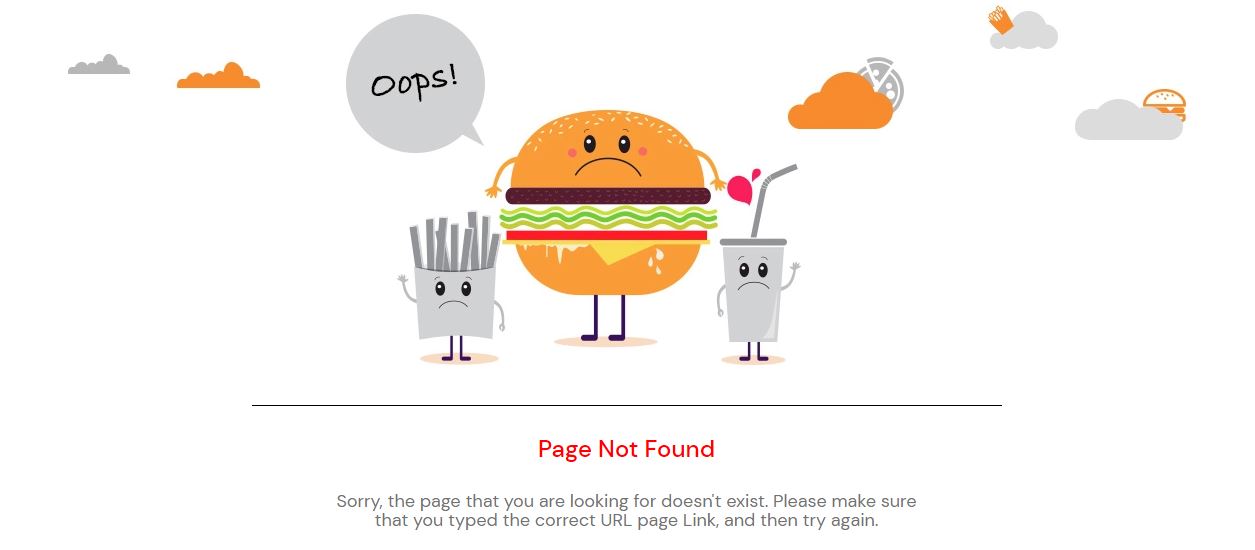 Oops!
Page Not Found
Sorry, the page that you are looking for doesn't exist. Please make sure
that you typed the correct URL page Link, and then try again.